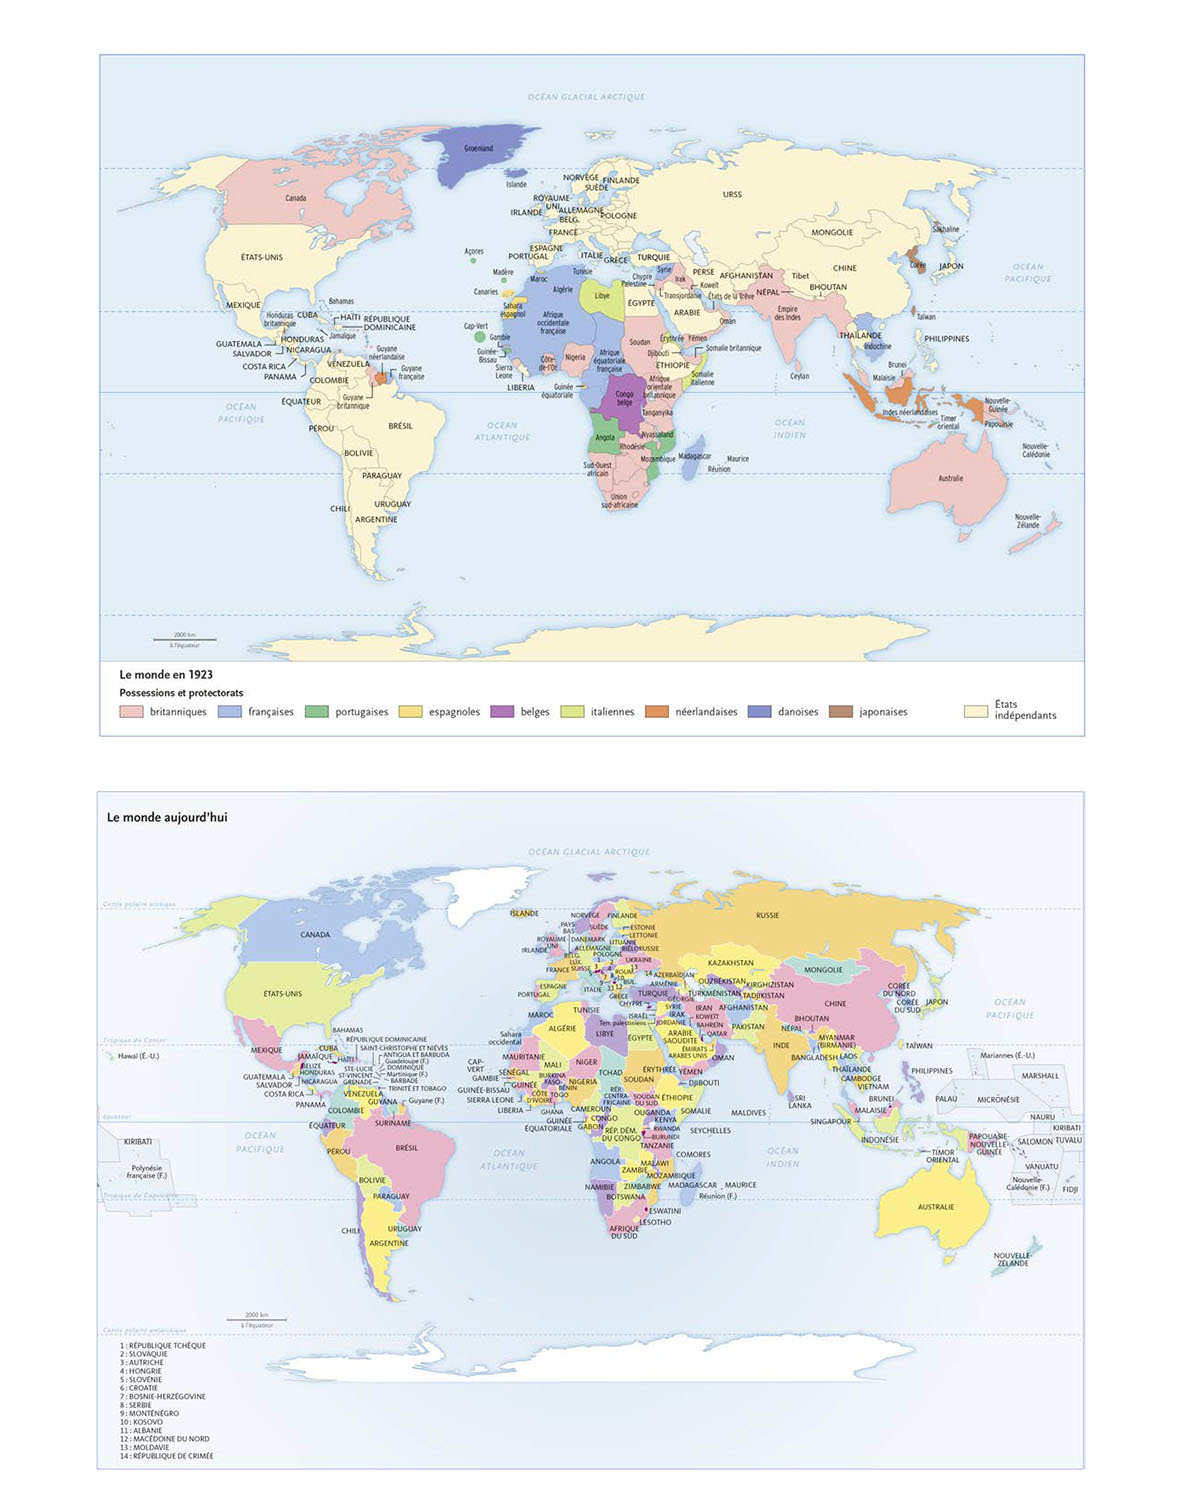 OCÉAN GLACIAL ARCTIQUE
Groenland
Islande
NORVÈGE
FINLANDE
SUÈDE
URSS
Canada
ROYAUME-
UNI
IRLANDE
ALLEMAGNE
BELG.
POLOGNE
FRANCE
MONGOLIE
Sakhaline
ÉTATS-UNIS
Açores
ESPAGNE
PORTUGAL
ITALIE
GRÈCE
TURQUIE
CHINE
Corée
JAPON
OCÉAN
PACIFIQUE
Madère
Maroc
Tunisie
Chypre
Syrie
Palestine
Irak
PERSE
AFGHANISTAN
Tibet
Koweït
NÉPAL
BHOUTAN
Canaries
Algérie
Transjordanie
États de la Trêve
MEXIQUE
Bahamas
Sahara
espagnol
Libye
ÉGYPTE
ARABIE
Empire
des Indes
Oman
Taïwan
Honduras
britannique
CUBA
HAÏTI
RÉPUBLIQUE
DOMINICAINE
Jamaïque
Cap-Vert
Afrique
occidentale
française
Gambie
Guinée-
Bissau
Soudan
Érythrée
Yémen
THAÏLANDE
Indochine
PHILIPPINES
GUATEMALA
SALVADOR
HONDURAS
NICARAGUA
COSTA RICA
PANAMA
Guyane
néerlandaise
VÉNEZUELA
Guyane
française
COLOMBIE
Guyane
britannique
Sierra
Leone
LIBERIA
Côte-
de-l'Or
Nigeria
Afrique
équatoriale
française
Djibouti
Somalie britannique
ÉTHIOPIE
Somalie
italienne
Guinée
équatoriale
Afrique
orientale
britannique
Ceylan
Brunei
Malaisie
ÉQUATEUR
OCÉAN
PACIFIQUE
Congo
belge
Tanganyika
Indes néerlandaises
Nouvelle-
Guinée
Papouasie
Timor
oriental
PÉROU
BRÉSIL
OCÉAN
ATLANTIQUE
Angola
Nyassaland
Rhodésie
Mozambique
Madagascar
Maurice
Réunion
OCÉAN
INDIEN
Nouvelle-
Calédonie
BOLIVIE
Sud-Ouest
africain
PARAGUAY
Australie
CHILI
URUGUAY
ARGENTINE
Union
sud-africaine
Nouvelle-
Zélande
2000 km
à l'équateur
Le monde en 1923
Possessions et protectorats
britanniques
françaises
portugaises
espagnoles
belges
italiennes
néerlandaises
danoises
japonaises
États
indépendants
Le monde aujourd'hui
OCÉAN GLACIAL ARCTIQUE
Cercle polaire arctique
ISLANDE
NORVÈGE
FINLANDE
RUSSIE
PAYS-
BAS
SUÈDE
ESTONIE
LETTONIE
CANADA
ROYAUME-
UNI
DANEMARK
LITUANIE
IRLANDE
ALLEMAGNE
BIÉLORUSSIE
BELG.
LUX.
POLOGNE
UKRAINE
FRANCE
SUISSE
ROUM.
BUL.
KAZAKHSTAN
MONGOLIE
14
AZERBAÏDJAN
ARMÉNIE
OUZBÉKISTAN
KIRGHIZISTAN
ÉTATS-UNIS
ESPAGNE
PORTUGAL
ITALIE
GRÈCE
TURQUIE
GÉORGIE
TURKMÉNISTAN
TADJIKISTAN
CORÉE
DU NORD
CORÉE
DU SUD
JAPON
OCÉAN
PACIFIQUE
CHYPRE
SYRIE
IRAK
IRAN
AFGHANISTAN
CHINE
MAROC
TUNISIE
ISRAËL
Terr. palestiniens
JORDANIE
KOWEÏT
BAHREÏN
QATAR
PAKISTAN
NÉPAL
BHOUTAN
BAHAMAS
Sahara
occidental
ALGÉRIE
LIBYE
ÉGYPTE
ARABIE
SAOUDITE
ÉMIRATS
ARABES UNIS
OMAN
INDE
MYANMAR
(BIRMANIE)
TAÏWAN
Tropique du Cancer
Hawaï (É.-U.)
MEXIQUE
RÉPUBLIQUE DOMINICAINE
SAINT-CHRISTOPHE ET NIÉVÈS
CUBA
JAMAÏQUE
HAÏTI
ANTIGUA ET BARBUDA
Guadeloupe (F.)
DOMINIQUE
Martinique (F.)
BARBADE
TRINITÉ ET TOBAGO
STE-LUCIE
ST-VINCENT
GRENADE
BELIZE
HONDURAS
GUATEMALA
SALVADOR
NICARAGUA
COSTA RICA
PANAMA
VÉNEZUELA
GUYANA
Guyane (F.)
COLOMBIE
SURINAME
CAP-
VERT
MAURITANIE
SÉNÉGAL
GAMBIE
GUINÉE-BISSAU
GUINÉE
SIERRA LEONE
LIBERIA
MALI
BURKINA
FASO
NIGER
TCHAD
SOUDAN
ÉRYTHRÉE
YÉMEN
DJIBOUTI
BÉNIN
TOGO
CÔTE
D'IVOIRE
GHANA
NIGERIA
RÉP.
CENTRA-
FRICAINE
SOUDAN
DU SUD
ÉTHIOPIE
CAMEROUN
GUINÉE
ÉQUATORIALE
GABON
CONGO
OUGANDA
KENYA
SOMALIE
MALDIVES
SRI
LANKA
BANGLADESH
LAOS
THAÏLANDE
CAMBODGE
VIETNAM
PHILIPPINES
Mariannes (É.-U.)
MARSHALL
PALAU
MICRONÉSIE
BRUNEI
MALAISIE
SINGAPOUR
NAURU
KIRIBATI
équateur
ÉQUATEUR
RÉP. DÉM.
DU CONGO
RWANDA
BURUNDI
TANZANIE
SEYCHELLES
INDONÉSIE
PAPOUASIE-
NOUVELLE-
GUINÉE
SALOMON
TUVALU
TIMOR
ORIENTAL
KIRIBATI
OCÉAN
PACIFIQUE
PÉROU
BRÉSIL
OCÉAN
ATLANTIQUE
ANGOLA
ZAMBIE
MALAWI
MOZAMBIQUE
COMORES
OCÉAN
INDIEN
VANUATU
Polynésie
française (F.)
BOLIVIE
NAMIBIE
ZIMBABWE
MADAGASCAR
MAURICE
Réunion (F.)
Nouvelle-
Calédonie (F.)
FIDJI
Tropique du Capricorne
PARAGUAY
BOTSWANA
ESWATINI
LESOTHO
AFRIQUE
DU SUD
AUSTRALIE
CHILI
URUGUAY
ARGENTINE
NOUVELLE-
ZÉLANDE
2000 km
à l'équateur
Cercle polaire antarctique
1 : RÉPUBLIQUE TCHÈQUE
2 : SLOVAQUIE
3 : AUTRICHE
4 : HONGRIE
5 : SLOVÉNIE
6 : CROATIE
7 : BOSNIE-HERZÉGOVINE
8 : SERBIE
9 : MONTÉNÉGRO
10 : KOSOVO
11 : ALBANIE
12 : MACÉDOINE DU NORD
13 : MOLDAVIE
14 : RÉPUBLIQUE DE CRIMÉE